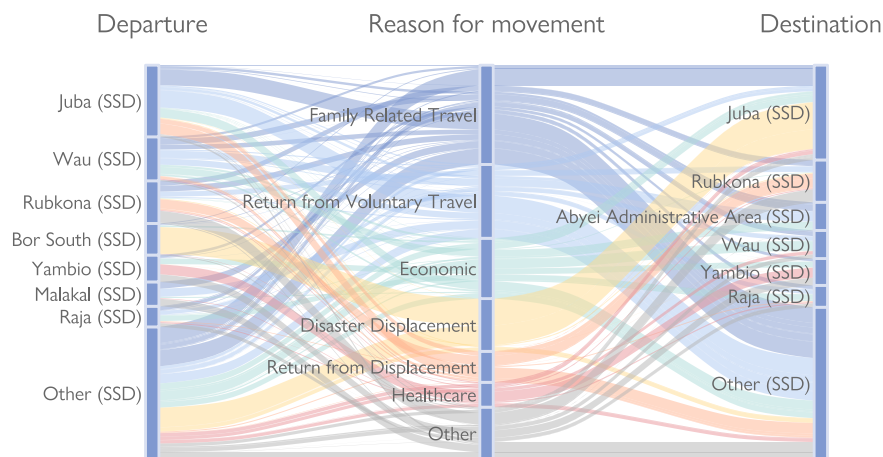 Departure
Reason for movement
Destination
Juba (SSD)
Wau (SSD)
Rubkona (SSD)
Bor South (SSD)
Yambio (SSD)
Malakal (SSD)
Raja (SSD)
Other (SSD)
Family Related Travel
Return from Voluntary Travel
Economic
Disaster Displacement
Return from Displacement
Healthcare
Other
Juba (SSD)
Rubkona (SSD)
Abyei Administrative Area (SSD)
Wau (SSD)
Yambio (SSD)
Raja (SSD)
Other (SSD)